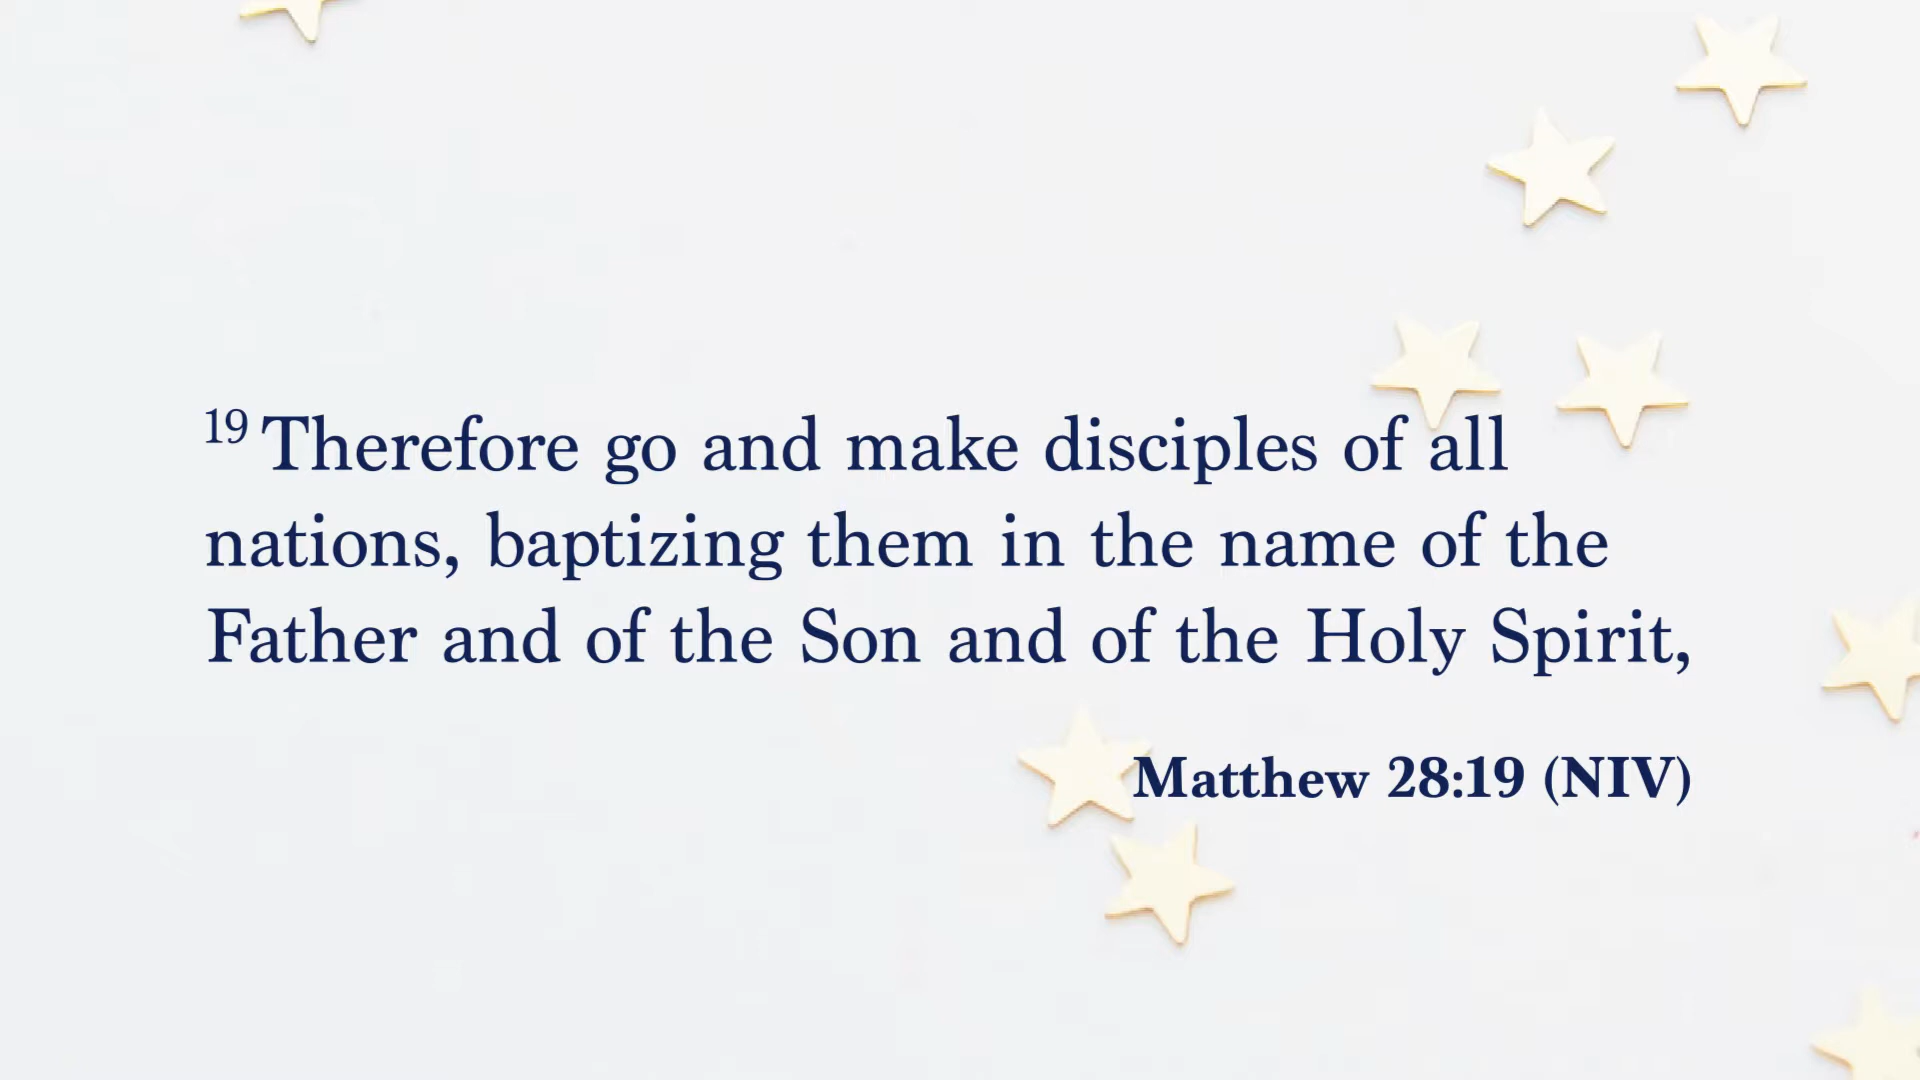 19 Therefore go and make disciples of all
nations, baptizing them in the name of the
Father and of the Son and of the Holy Spirit,
Matthew 28:19 (NIV)